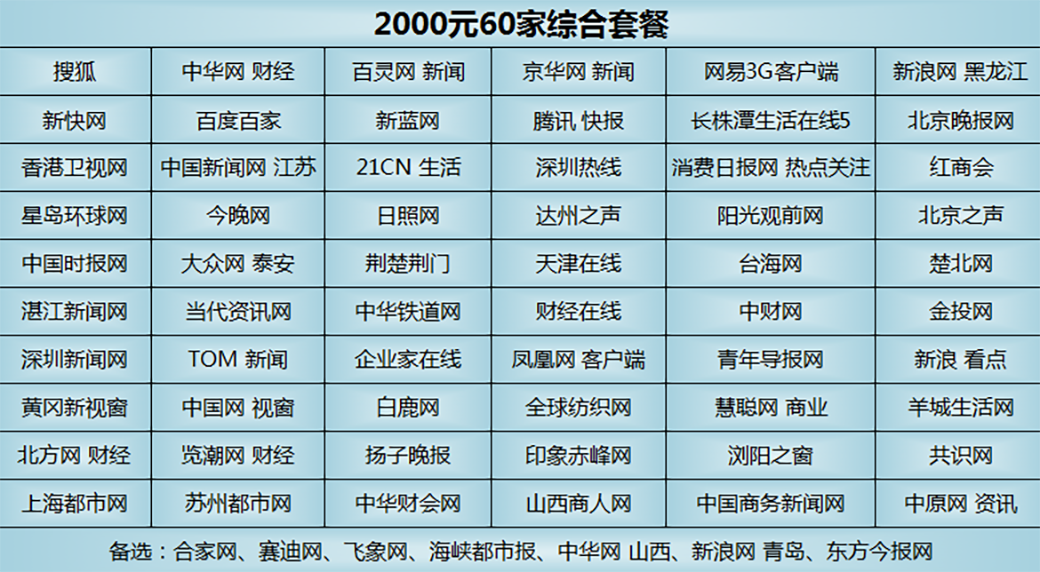 2000元60家综合套餐
搜狐 中华网 财经 百灵网 新闻 京华网 新闻 网易3G客户端 新浪网 黑龙江
新快网 百度百家 新蓝网 腾讯 快报 长株潭生活在线5 北京晚报网
香港卫视网 中国新闻网 江苏 21CN 生活 深圳热线 消费日报网 热点关注 红商会
星岛环球网 今晚网 日照网 达州之声 阳光观前网 北京之声
中国时报网 大众网 泰安 荆楚荆门 天津在线 台海网 楚北网
湛江新闻网 当代资讯网 中华铁道网 财经在线 中财网 金投网
深圳新闻网 TOM 新闻 企业家在线 凤凰网 客户端 青年导报网 新浪 看点
黄冈新视窗 中国网 视窗 白鹿网 全球纺织网 慧聪网 商业 羊城生活网
北方网 财经 览潮网 财经 扬子晚报 印象赤峰网 浏阳之窗 共识网
上海都市网 苏州都市网 中华财会网 山西商人网 中国商务新闻网 中原网 资讯
备选：合家网、赛迪网、飞象网、海峡都市报、中华网 山西、新浪网 青岛、东方今报网